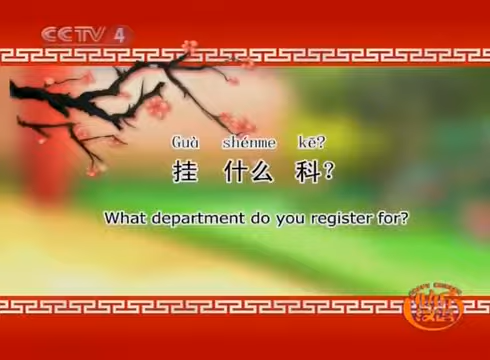 CCTV 4
Guà shénme kē?
挂 什么 科?
What department do you register for?